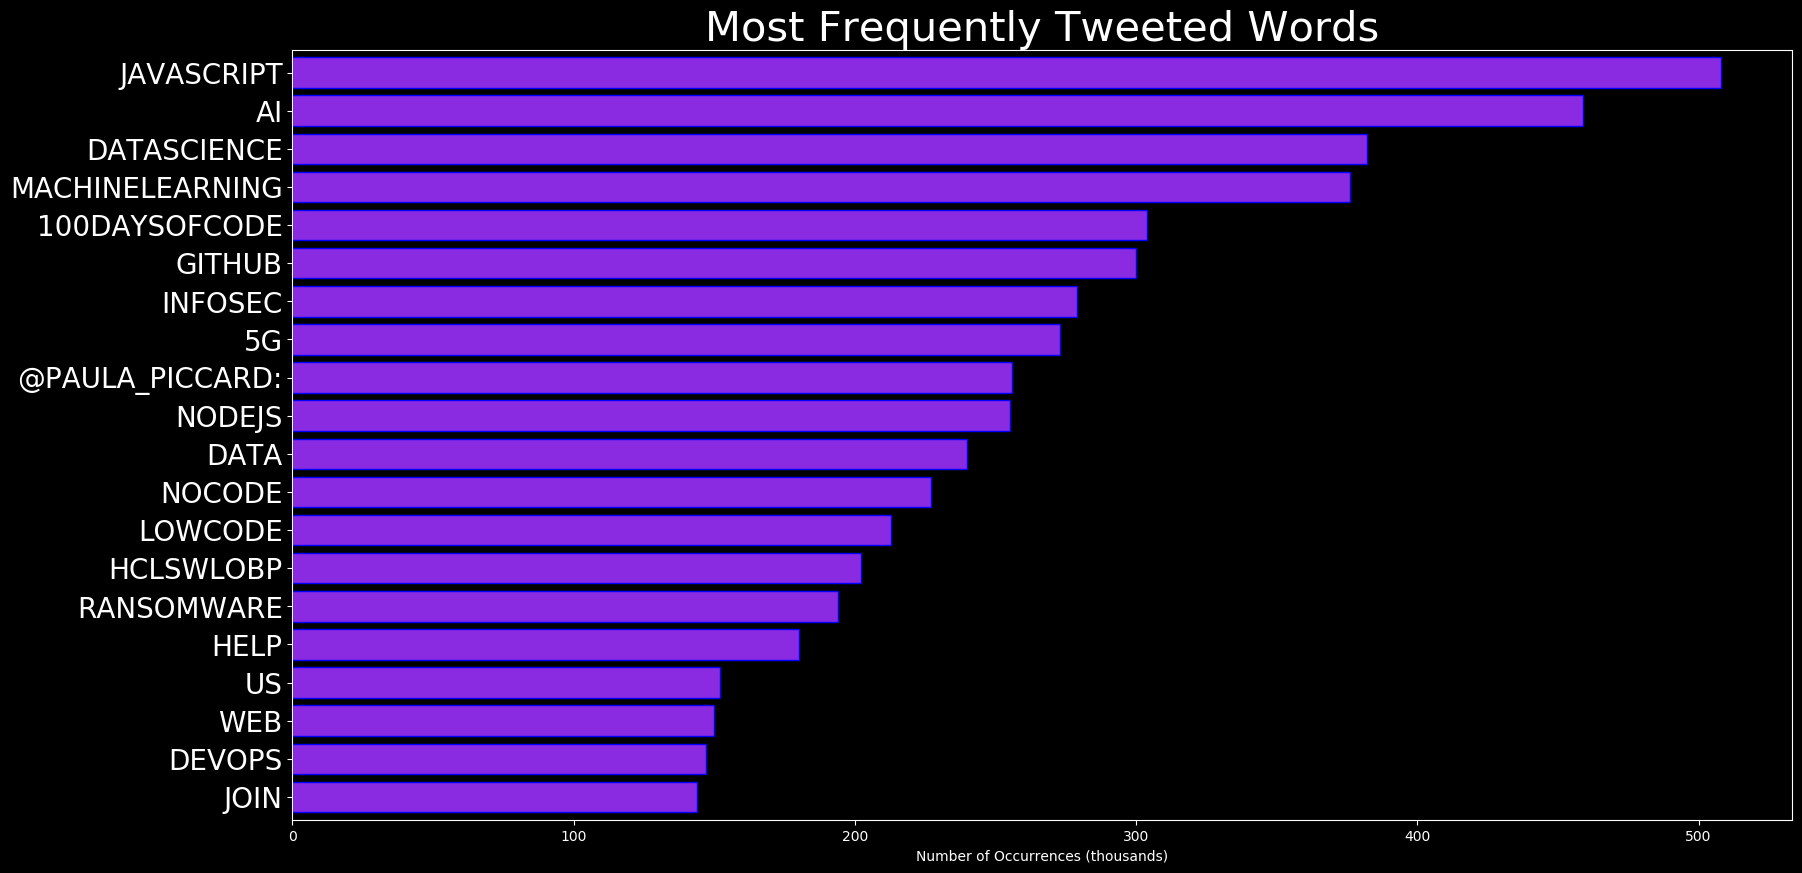 Most Frequently Tweeted Words
JAVASCRIPT
AI
DATASCIENCE
MACHINELEARNING
100DAYSOFCODE
GITHUB
INFOSEC
5G
@PAULA_PICCARD:
NODEJS
DATA
NOCODE
LOWCODE
HCLSWLOBP
RANSOMWARE
HELP
US
WEB
DEVOPS
JOIN
0 100 200 300 400 500
Number of Occurrences (thousands)